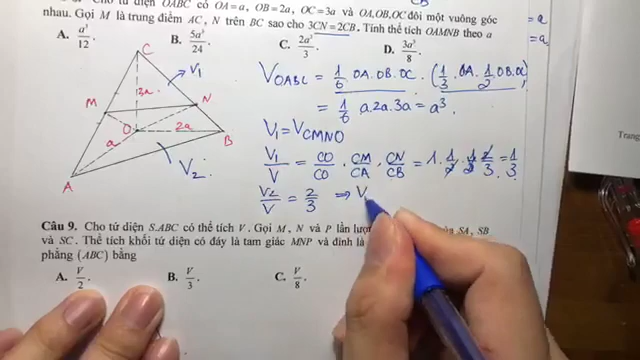 Cho tứ diện OABC có OA = a, OB = 2a, OC = 3a và OA, OB, OC đôi một vuông góc = a
nhau. Gọi M là trung điểm AC, N trên BC sao cho 3CN = 2CB. Tính thể tích OAMNB theo a = a
A. a³/12. B. 5a³/24. C. 2a³/3. D. 3a³/8.
C V₁
3a
M N
O 2a B
a
A V₂
V_OABC = 1/6 OA.OB.OC. (1/3 . OA. 1/2 OB.OC)
= 1/6 a.2a.3a = a³.
V₁ = V_CMNO
V₁/V = CO/CO . CM/CA . CN/CB = 1. 1/2 . 2/3 = 1/3.
V₂/V = 2/3 ⇒ V
Trang
Câu 9. Cho tứ diện S.ABC có thể tích V. Gọi M, N và P lần SA, SB
và SC. Thể tích khối tứ diện có đáy là tam giác MNP và đỉnh là
phẳng (ABC) bằng
A. V/2. B. V/3. C. V/8.